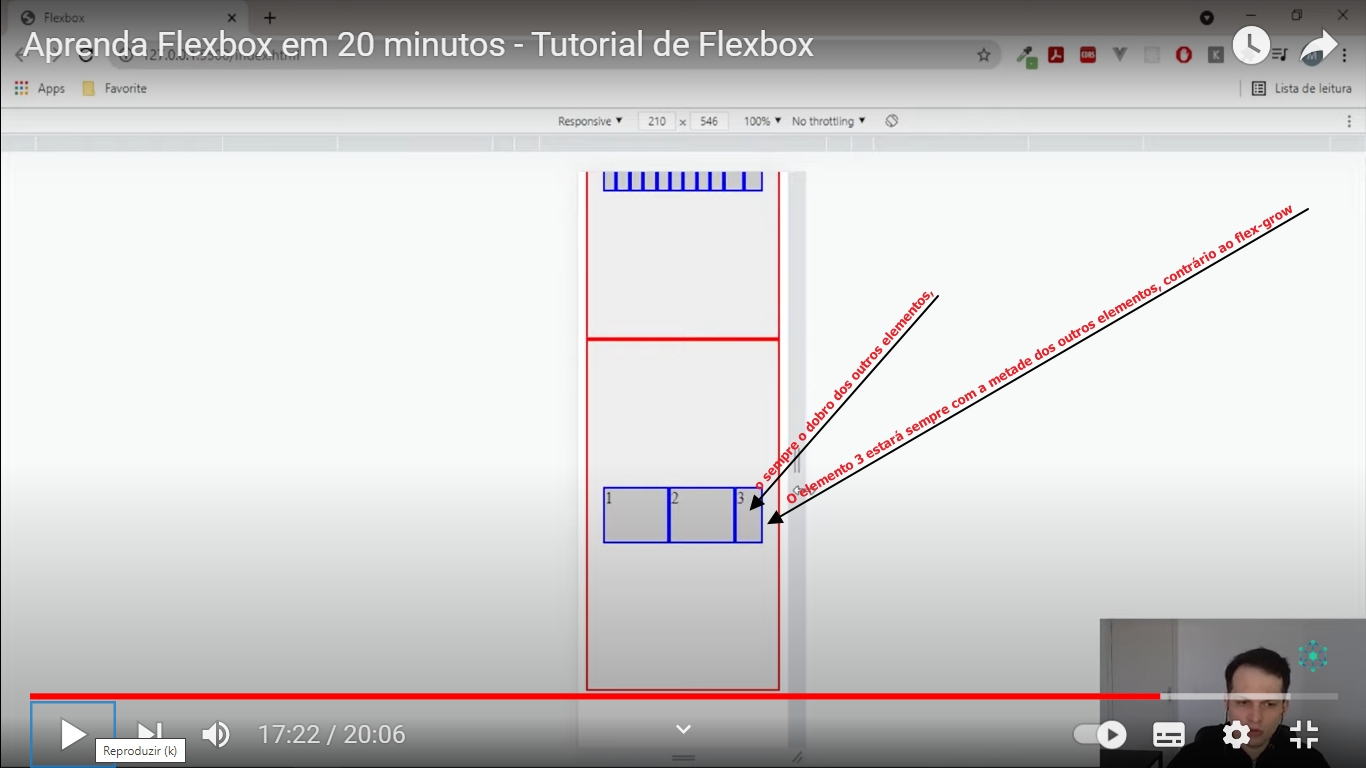 Flexbox
Aprenda Flexbox em 20 minutos - Tutorial de Flexbox
Apps
Favorite
Lista de leitura
Responsive
210 x 546
100%
No throttling
o sempre o dobro dos outros elementos,
O elemento 3 estará sempre com a metade dos outros elementos, contrário ao flex-grow
1
2
3
17:22 / 20:06
Reproduzir (k)